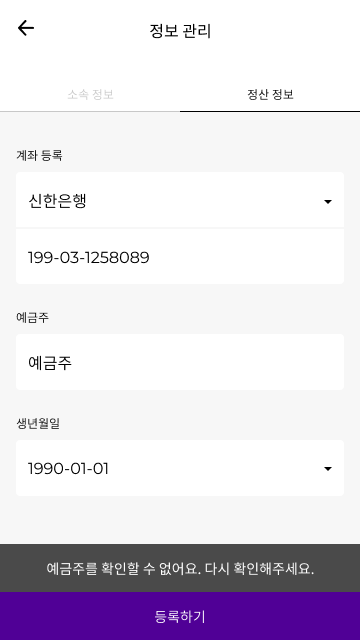 정보 관리
소속 정보
정산 정보
계좌 등록
신한은행
199-03-1258089
예금주
예금주
생년월일
1990-01-01
예금주를 확인할 수 없어요. 다시 확인해주세요.
등록하기